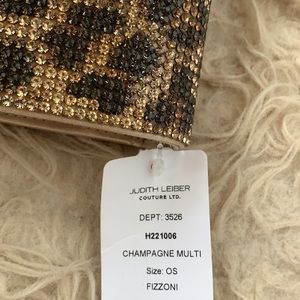 JUDITH LEIBER
COUTURE LTD.
DEPT: 3526
H221006
CHAMPAGNE MULTI
Size: OS
FIZZONI